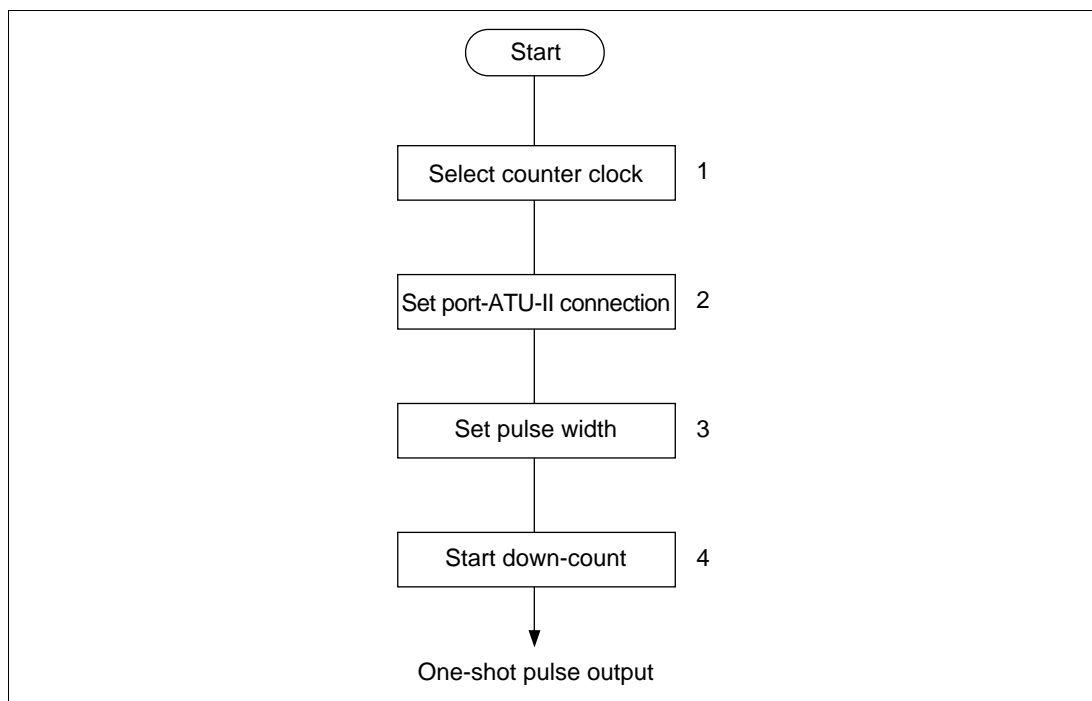 Start
Select counter clock 1
Set port-ATU-II connection 2
Set pulse width 3
Start down-count 4
One-shot pulse output